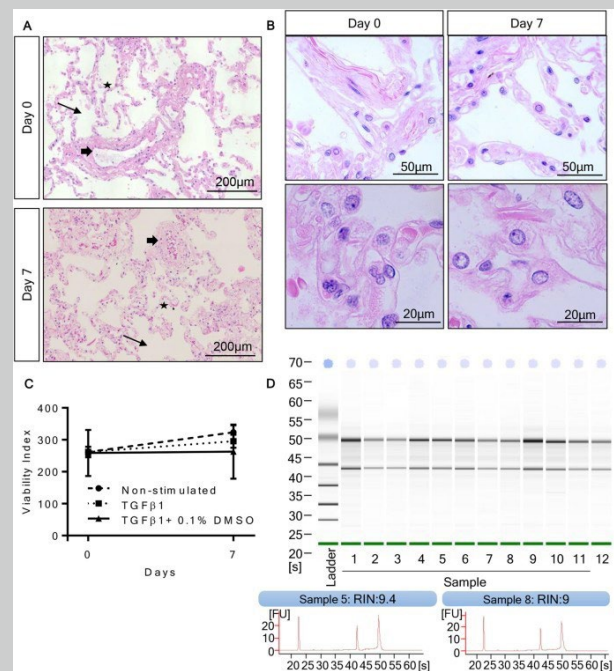 A
Day 0
200µm
Day 7
200µm
B
Day 0
Day 7
50µm
50µm
20µm
20µm
C
Viability Index
400
300
200
100
0
Non-stimulated
TGFβ1
TGFβ1+ 0.1% DMSO
0
7
Days
D
70
65
60
55
50
45
40
35
30
25
20
[s]
Ladder
1 2 3 4 5 6 7 8 9 10 11 12
Sample
Sample 5: RIN:9.4
[FU]
20
10
0
20 25 30 35 40 45 50 55 60 [s]
Sample 8: RIN:9
[FU]
20
10
0
20 25 30 35 40 45 50 55 60 [s]